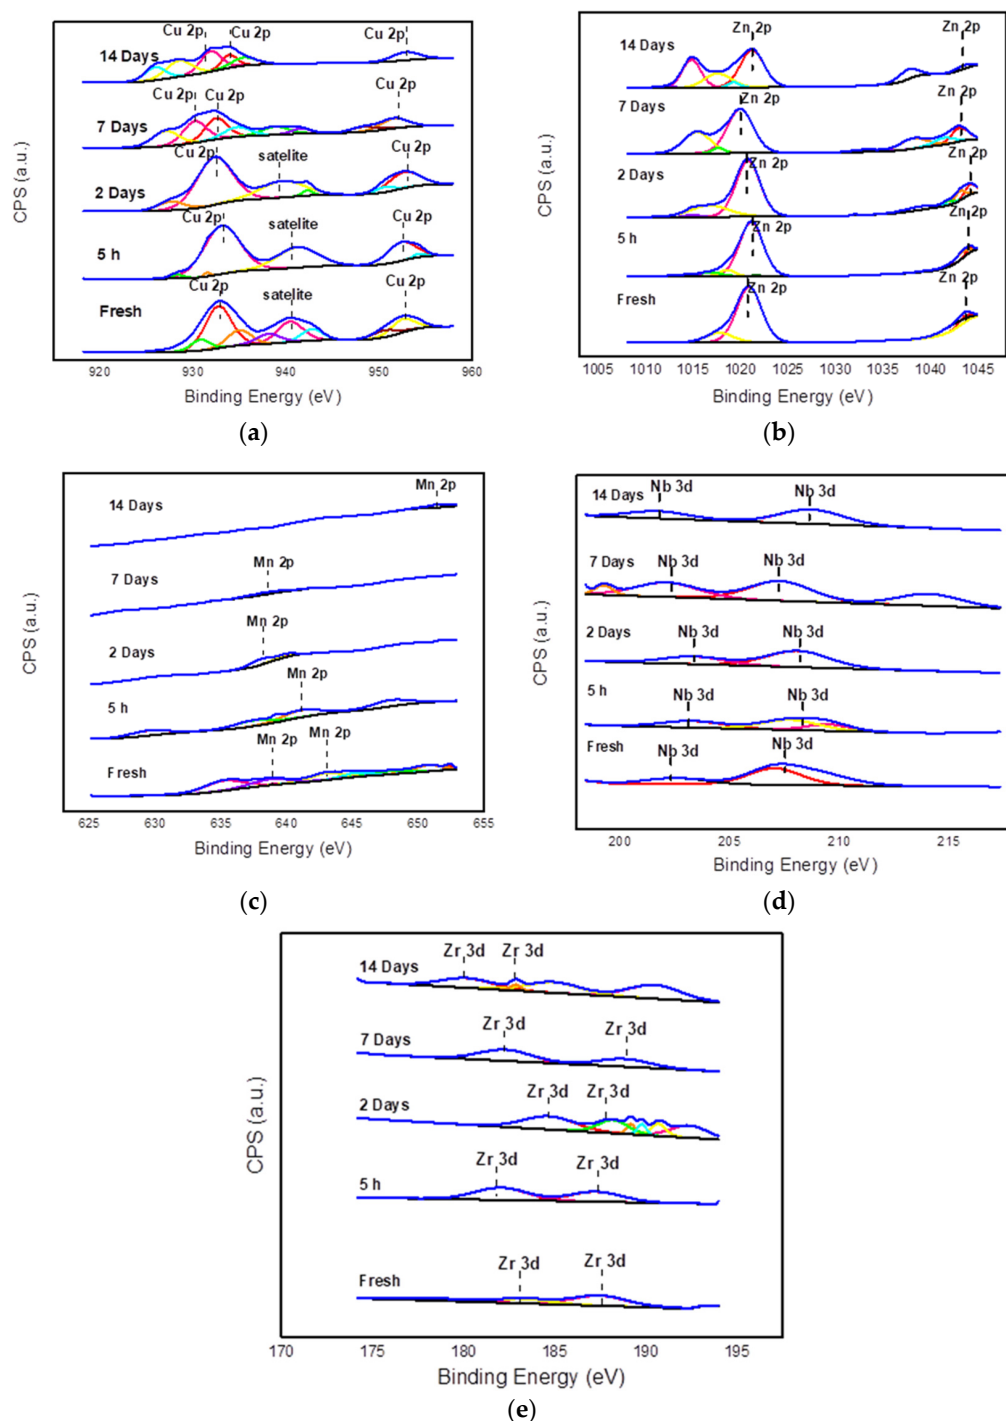 Cu 2p Cu 2p Cu 2p
14 Days
Cu 2p Cu 2p Cu 2p
7 Days
Cu 2p satelite Cu 2p
2 Days
Cu 2p satelite Cu 2p
5 h
Cu 2p satelite Cu 2p
Fresh
CPS (a.u.)
920 930 940 950 960
Binding Energy (eV)
(a)
Zn 2p Zn 2p
14 Days
Zn 2p Zn 2p
7 Days
Zn 2p Zn 2p
2 Days
Zn 2p Zn 2p
5 h
Zn 2p Zn 2p
Fresh
CPS (a.u.)
1005 1010 1015 1020 1025 1030 1035 1040 1045
Binding Energy (eV)
(b)
Mn 2p
14 Days
7 Days Mn 2p
Mn 2p
2 Days
Mn 2p
5 h
Mn 2p Mn 2p
Fresh
CPS (a.u.)
625 630 635 640 645 650 655
Binding Energy (eV)
(c)
14 Days Nb 3d Nb 3d
7 Days Nb 3d Nb 3d
2 Days Nb 3d Nb 3d
5 h Nb 3d Nb 3d
Fresh Nb 3d Nb 3d
CPS (a.u.)
200 205 210 215
Binding Energy (eV)
(d)
Zr 3d Zr 3d
14 Days
Zr 3d Zr 3d
7 Days
Zr 3d Zr 3d
2 Days
Zr 3d Zr 3d
5 h
Zr 3d Zr 3d
Fresh
CPS (a.u.)
170 175 180 185 190 195
Binding Energy (eV)
(e)